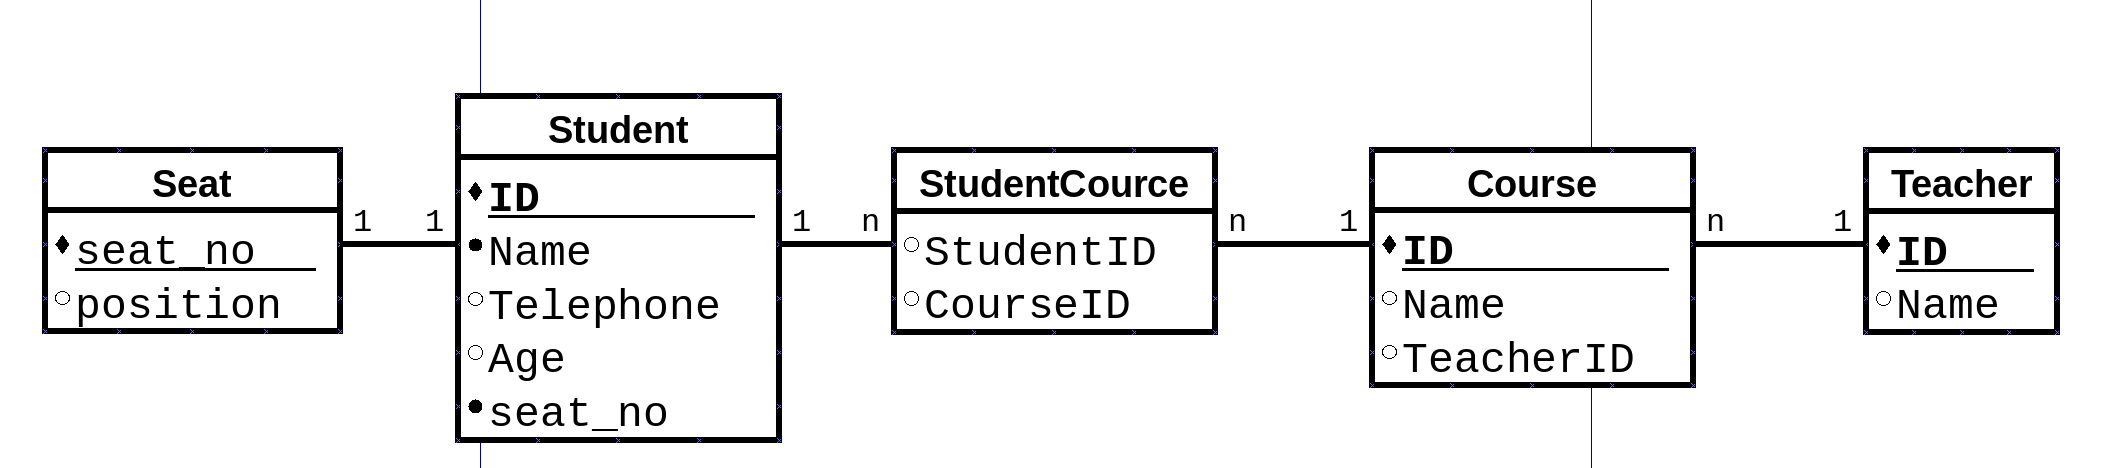 Seat
seat_no
position
1 1
Student
ID
Name
Telephone
Age
seat_no
1 n
StudentCource
StudentID
CourseID
n 1
Course
ID
Name
TeacherID
n 1
Teacher
ID
Name